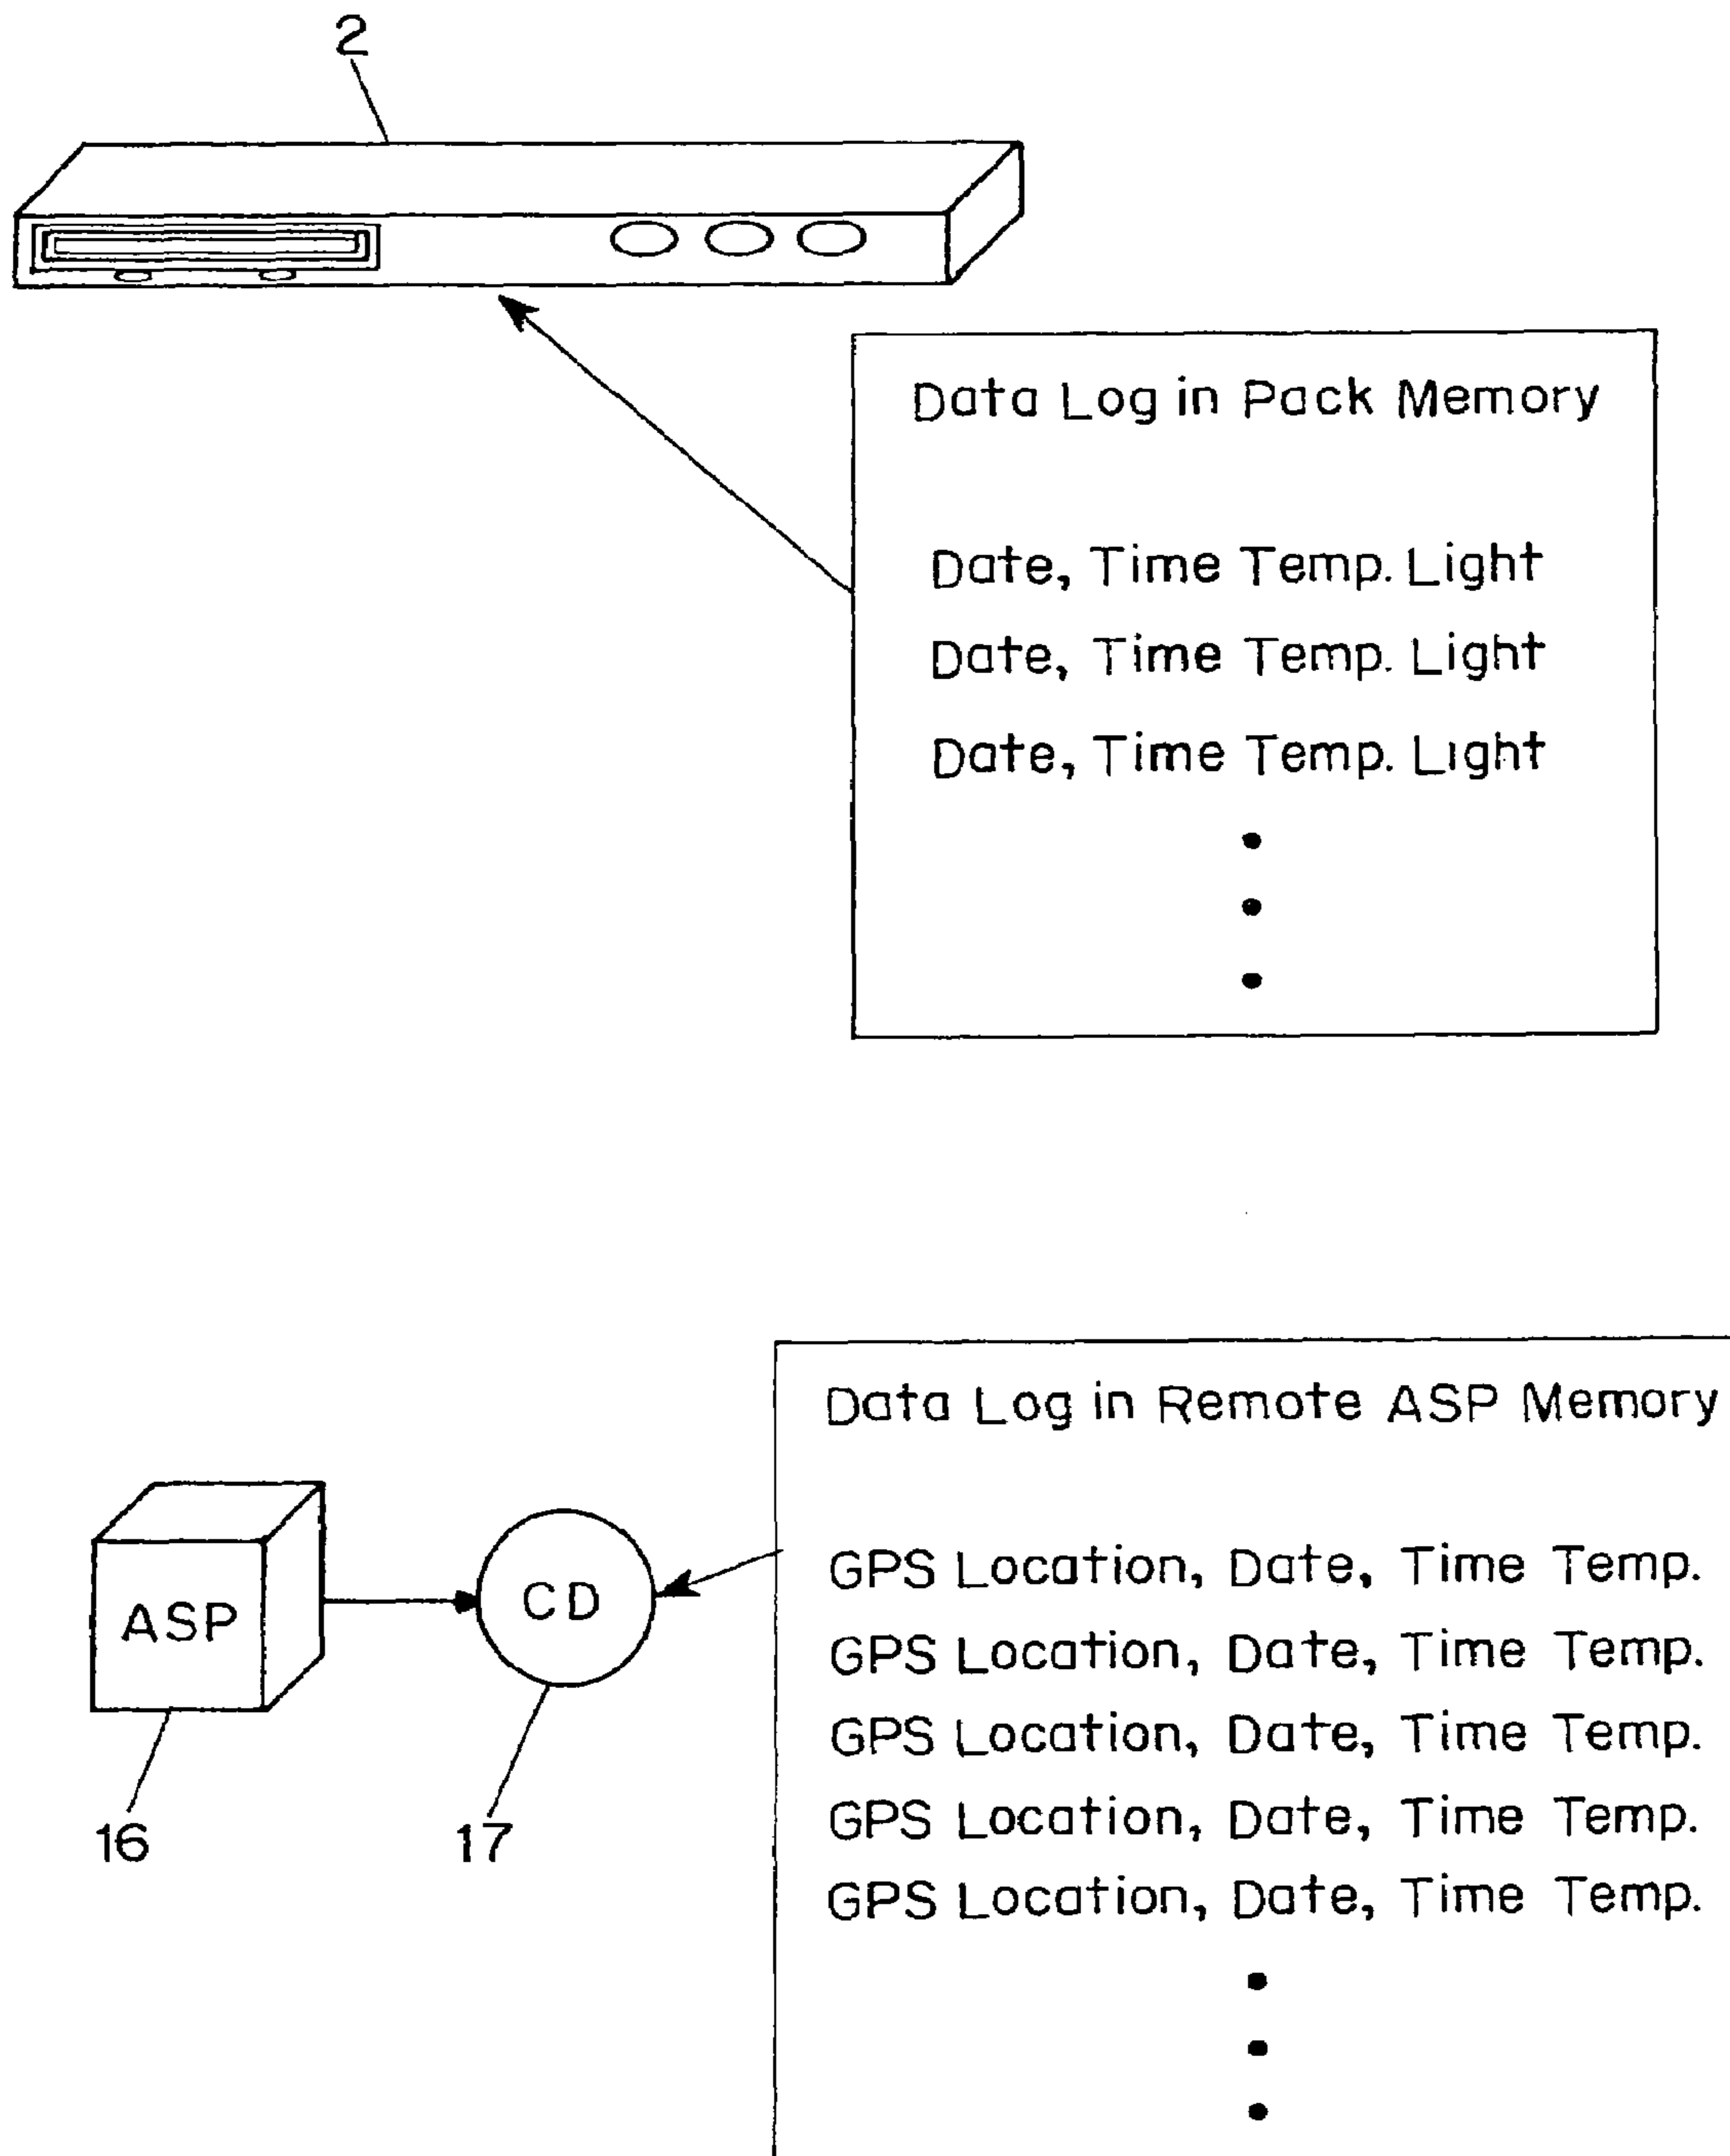 2
Data Log in Pack Memory
Date, Time Temp. Light
Date, Time Temp. Light
Date, Time Temp. Light
Data Log in Remote ASP Memory
GPS Location, Date, Time Temp.
GPS Location, Date, Time Temp.
GPS Location, Date, Time Temp.
GPS Location, Date, Time Temp.
GPS Location, Date, Time Temp.
ASP
CD
16
17